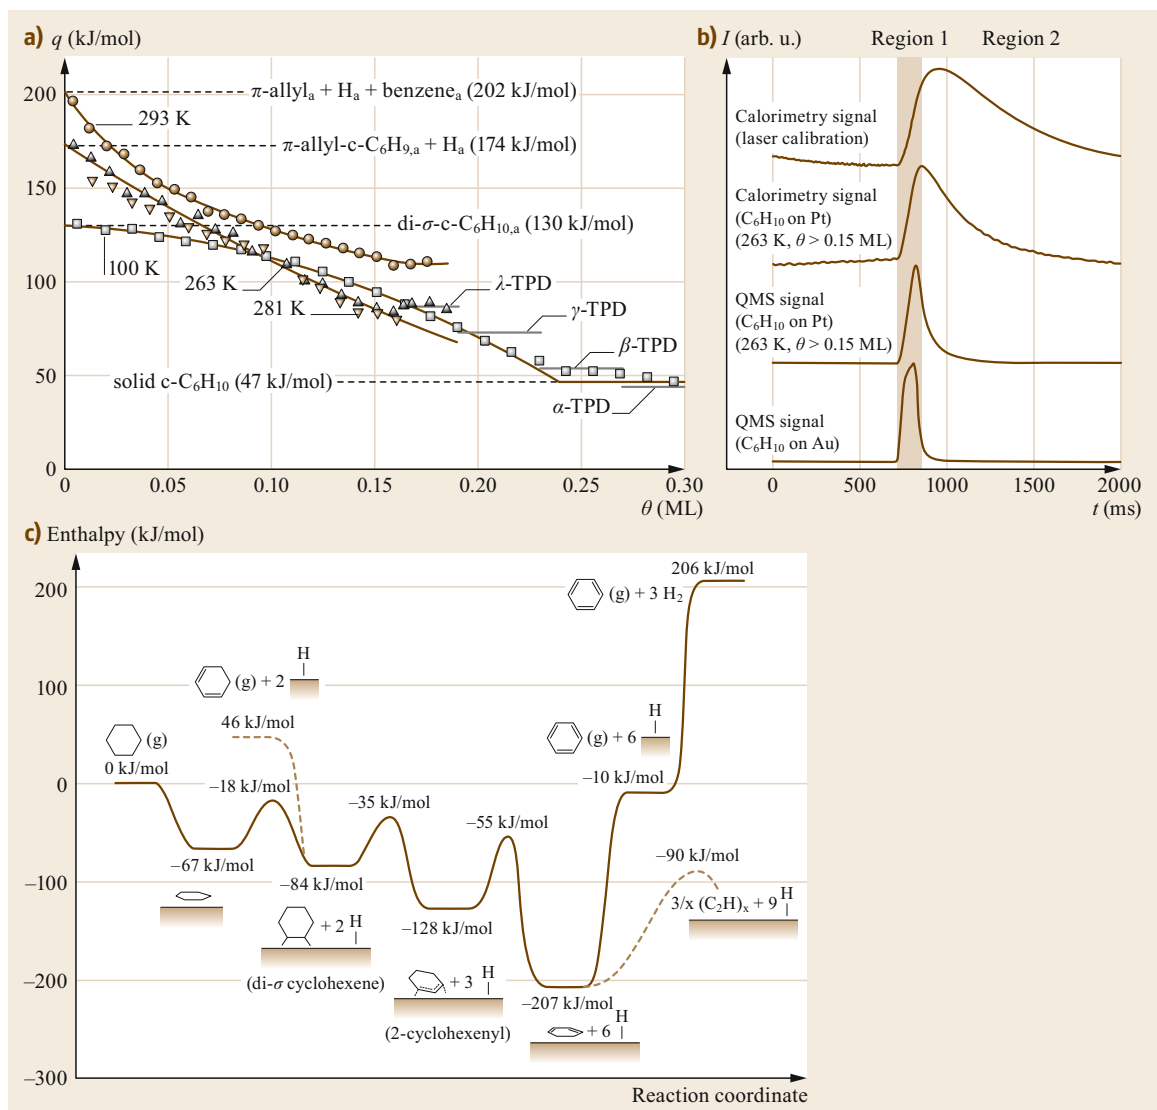 a) q (kJ/mol)
200
150
100
50
0
0 0.05 0.10 0.15 0.20 0.25 0.30
θ (ML)
π-allylₐ + Hₐ + benzeneₐ (202 kJ/mol)
293 K
π-allyl-c-C₆H₉,ₐ + Hₐ (174 kJ/mol)
di-σ-c-C₆H₁₀,ₐ (130 kJ/mol)
100 K
263 K
λ-TPD
281 K
γ-TPD
β-TPD
solid c-C₆H₁₀ (47 kJ/mol)
α-TPD
b) I (arb. u.) Region 1 Region 2
Calorimetry signal
(laser calibration)
Calorimetry signal
(C₆H₁₀ on Pt)
(263 K, θ > 0.15 ML)
QMS signal
(C₆H₁₀ on Pt)
(263 K, θ > 0.15 ML)
QMS signal
(C₆H₁₀ on Au)
0 500 1000 1500 2000
t (ms)
c) Enthalpy (kJ/mol)
200
100
0
–100
–200
–300
206 kJ/mol
(g) + 3 H₂
H
(g) + 2
46 kJ/mol
H
(g) + 6
(g)
0 kJ/mol
–10 kJ/mol
–18 kJ/mol
–35 kJ/mol
–55 kJ/mol
–67 kJ/mol
–84 kJ/mol
–90 kJ/mol
H
3/x (C₂H)ₓ + 9
H
+ 2
–128 kJ/mol
(di-σ cyclohexene)
H
+ 3
(2-cyclohexenyl)
–207 kJ/mol
H
+ 6
Reaction coordinate